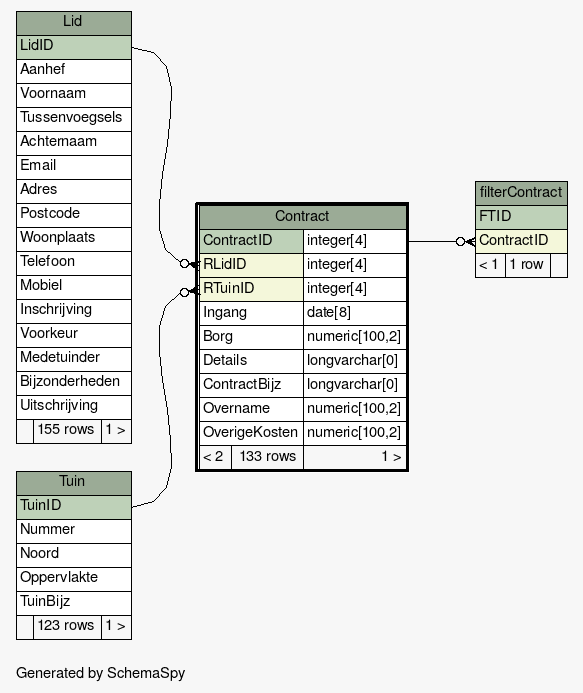 Lid
LidID
Aanhef
Voornaam
Tussenvoegsels
Achternaam
Email
Adres
Postcode
Woonplaats
Telefoon
Mobiel
Inschrijving
Voorkeur
Medetuinder
Bijzonderheden
Uitschrijving
155 rows 1 >
Tuin
TuinID
Nummer
Noord
Oppervlakte
TuinBijz
123 rows 1 >
Contract
ContractID integer[4]
RLidID integer[4]
RTuinID integer[4]
Ingang date[8]
Borg numeric[100,2]
Details longvarchar[0]
ContractBijz longvarchar[0]
Overname numeric[100,2]
OverigeKosten numeric[100,2]
< 2 133 rows 1 >
filterContract
FTID
ContractID
< 1 1 row
Generated by SchemaSpy